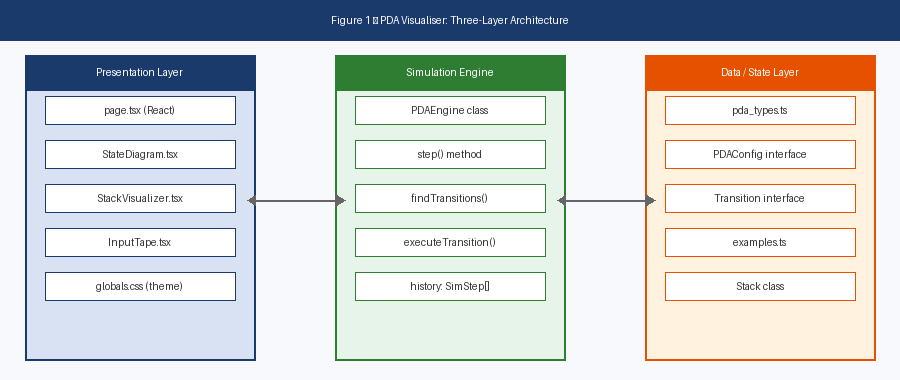 Figure 1 ▯ PDA Visualiser: Three-Layer Architecture
Presentation Layer
page.tsx (React)
StateDiagram.tsx
StackVisualizer.tsx
InputTape.tsx
globals.css (theme)
Simulation Engine
PDAEngine class
step() method
findTransitions()
executeTransition()
history: SimStep[]
Data / State Layer
pda_types.ts
PDAConfig interface
Transition interface
examples.ts
Stack class